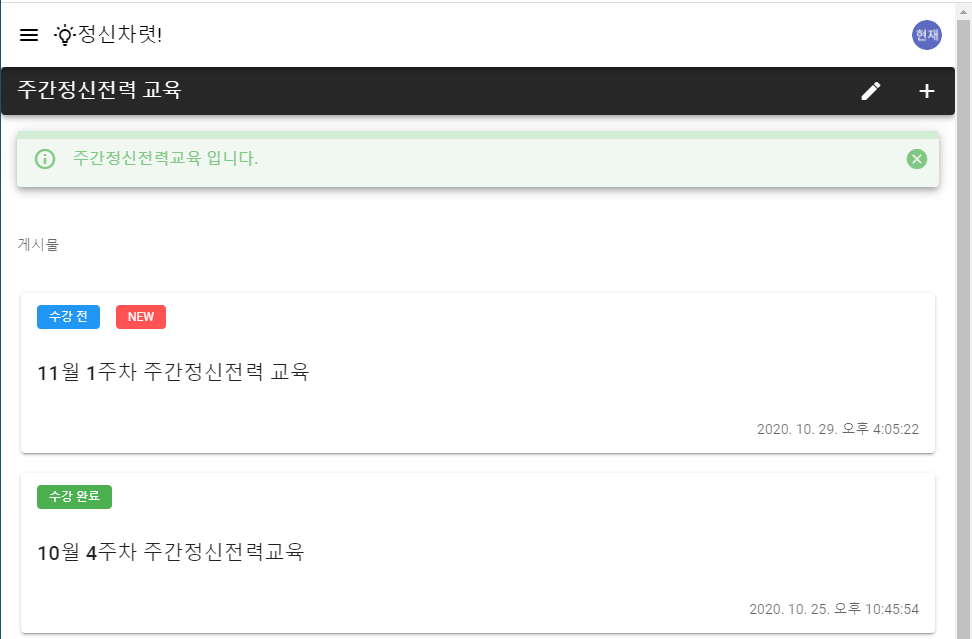 정신차렷!
현재
주간정신전력 교육
주간정신전력교육 입니다.
게시물
수강 전 NEW
11월 1주차 주간정신전력 교육
2020. 10. 29. 오후 4:05:22
수강 완료
10월 4주차 주간정신전력교육
2020. 10. 25. 오후 10:45:54